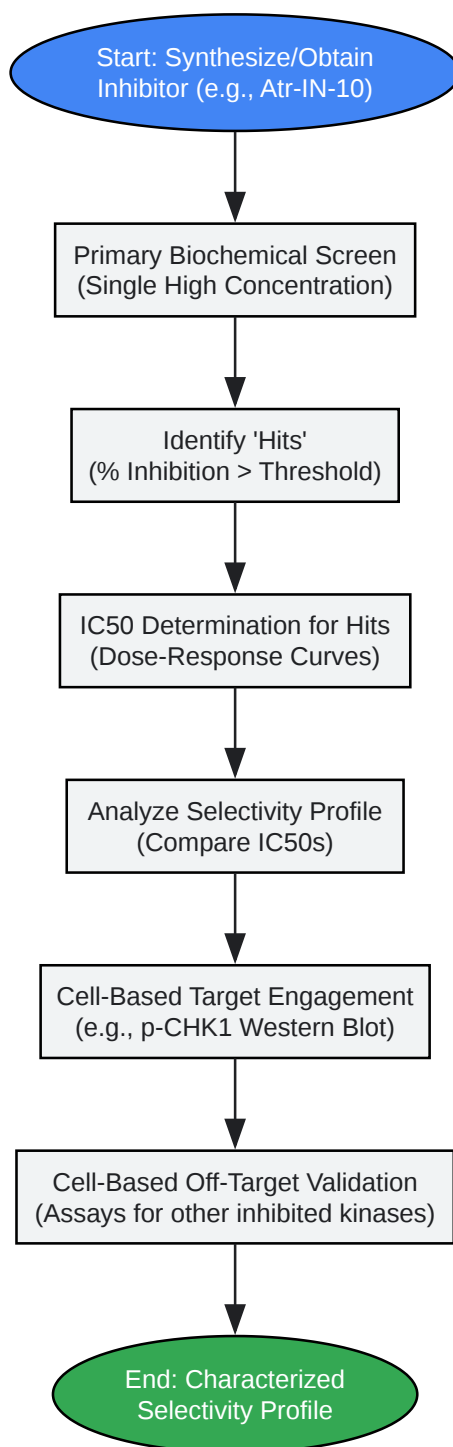 Start: Synthesize/Obtain
Inhibitor (e.g., Atr-IN-10)
Primary Biochemical Screen
(Single High Concentration)
Identify 'Hits'
(% Inhibition > Threshold)
IC50 Determination for Hits
(Dose-Response Curves)
Analyze Selectivity Profile
(Compare IC50s)
Cell-Based Target Engagement
(e.g., p-CHK1 Western Blot)
Cell-Based Off-Target Validation
(Assays for other inhibited kinases)
End: Characterized
Selectivity Profile